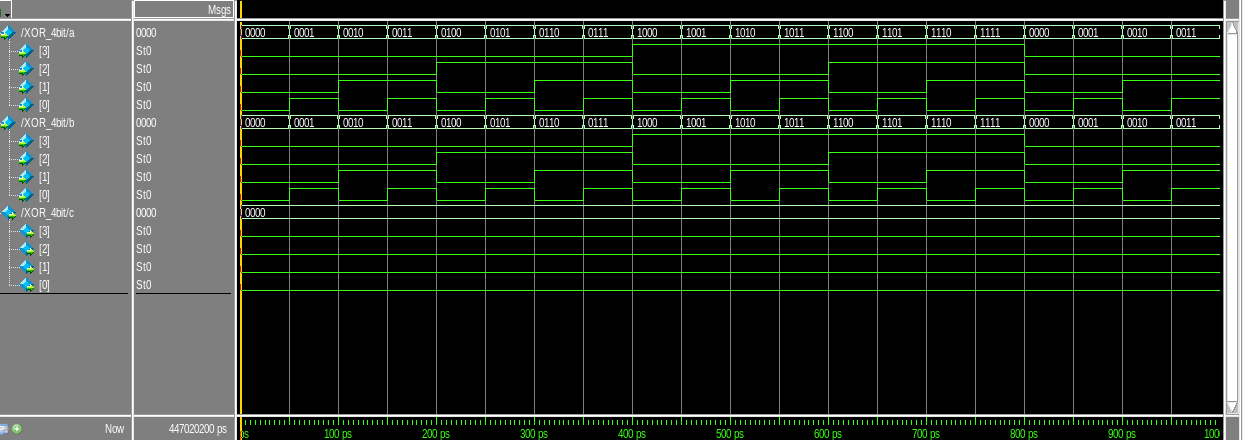 Msgs
/XOR_4bit/a 0000 0000 0001 0010 0011 0100 0101 0110 0111 1000 1001 1010 1011 1100 1101 1110 1111 0000 0001 0010 0011
[3] St0
[2] St0
[1] St0
[0] St0
/XOR_4bit/b 0000 0000 0001 0010 0011 0100 0101 0110 0111 1000 1001 1010 1011 1100 1101 1110 1111 0000 0001 0010 0011
[3] St0
[2] St0
[1] St0
[0] St0
/XOR_4bit/c 0000 0000
[3] St0
[2] St0
[1] St0
[0] St0
Now 447020200 ps ps 100 ps 200 ps 300 ps 400 ps 500 ps 600 ps 700 ps 800 ps 900 ps 100